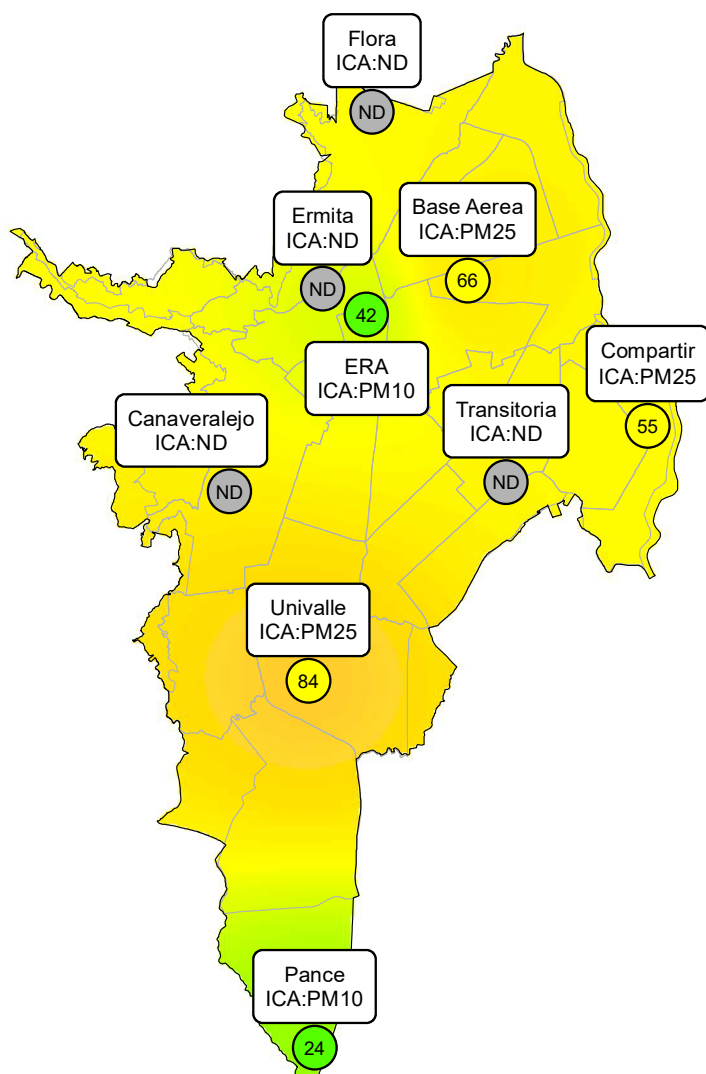 Flora
ICA:ND
ND
Ermita
ICA:ND
ND
Base Aerea
ICA:PM25
66
42
ERA
ICA:PM10
Compartir
ICA:PM25
55
Canaveralejo
ICA:ND
ND
Transitoria
ICA:ND
ND
Univalle
ICA:PM25
84
Pance
ICA:PM10
24